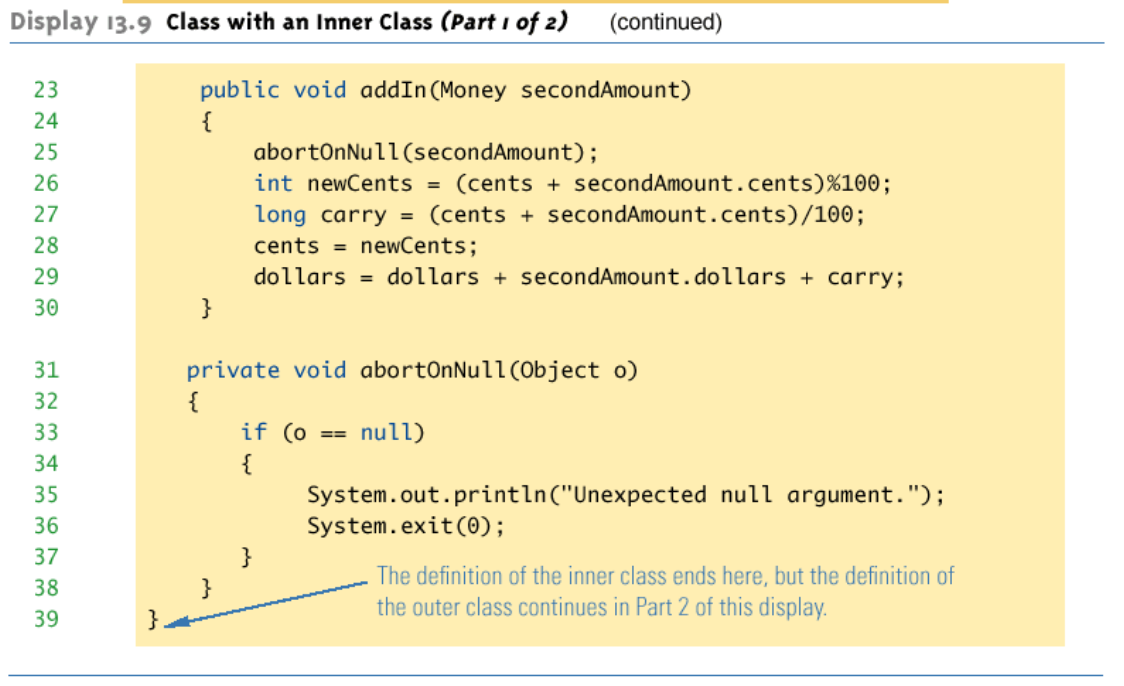 Display 13.9 Class with an Inner Class (Part 1 of 2) (continued)
23 public void addIn(Money secondAmount)
24 {
25 abortOnNull(secondAmount);
26 int newCents = (cents + secondAmount.cents)%100;
27 long carry = (cents + secondAmount.cents)/100;
28 cents = newCents;
29 dollars = dollars + secondAmount.dollars + carry;
30 }
31 private void abortOnNull(Object o)
32 {
33 if (o == null)
34 {
35 System.out.println("Unexpected null argument.");
36 System.exit(0);
37 }
38 }
39 }
The definition of the inner class ends here, but the definition of
the outer class continues in Part 2 of this display.